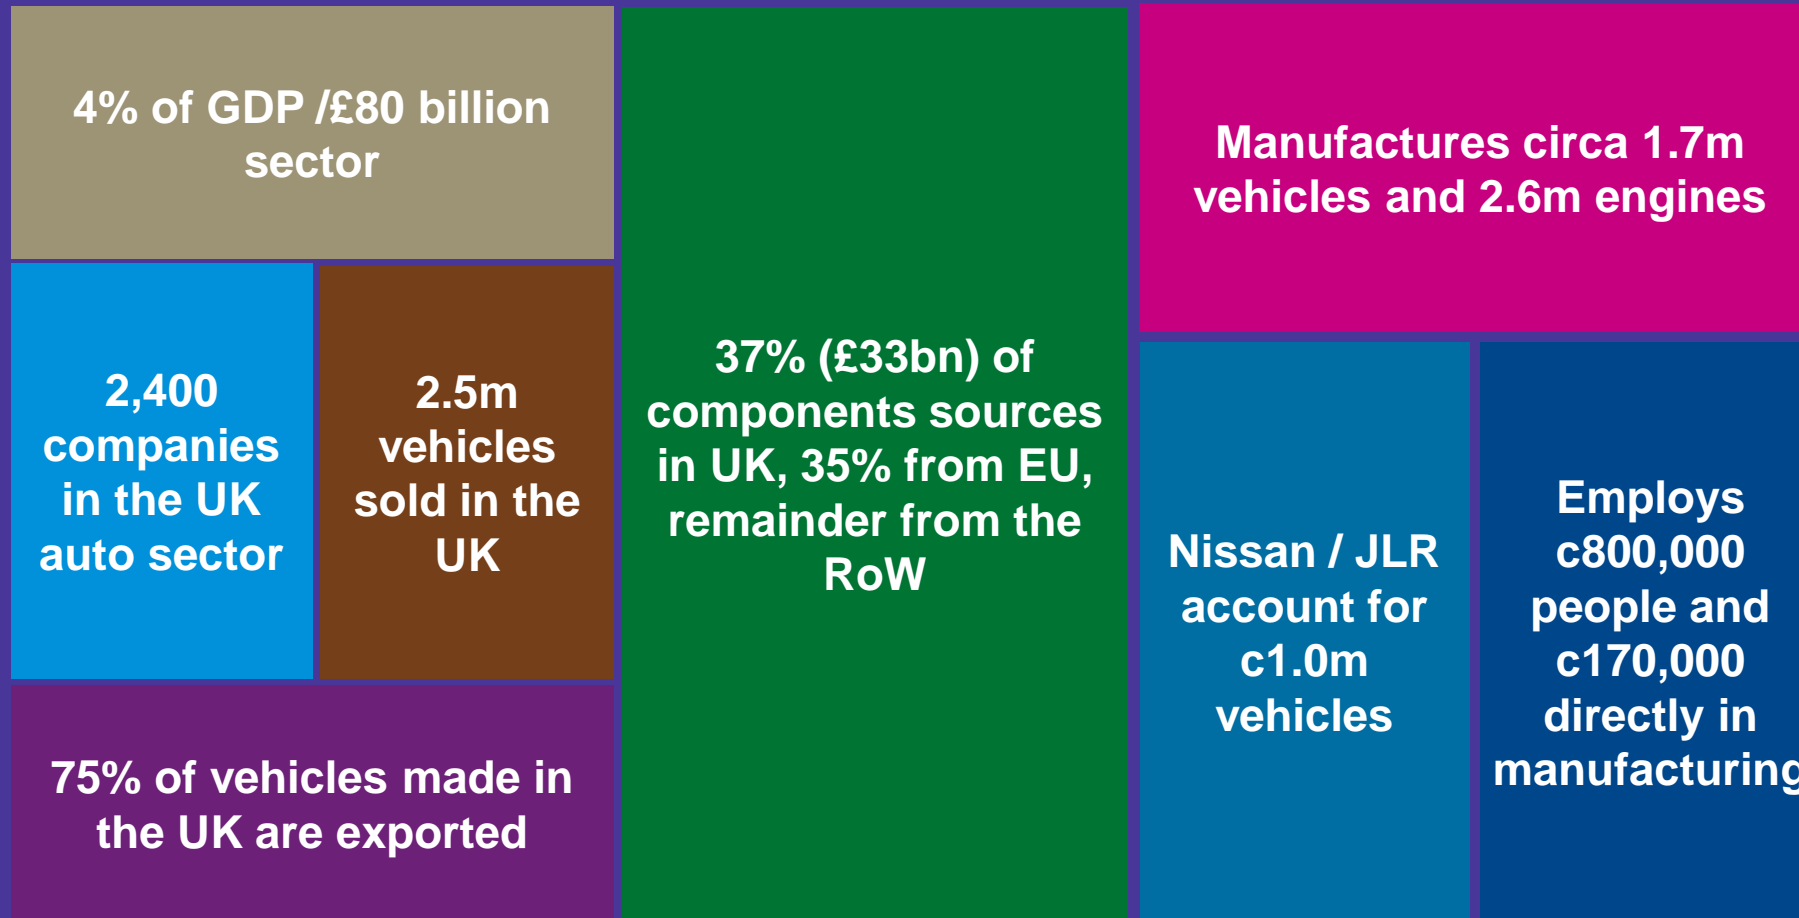 4% of GDP /£80 billion
sector
2,400
companies
in the UK
auto sector
2.5m
vehicles
sold in the
UK
75% of vehicles made in
the UK are exported
37% (£33bn) of
components sources
in UK, 35% from EU,
remainder from the
RoW
Manufactures circa 1.7m
vehicles and 2.6m engines
Nissan / JLR
account for
c1.0m
vehicles
Employs
c800,000
people and
c170,000
directly in
manufacturing